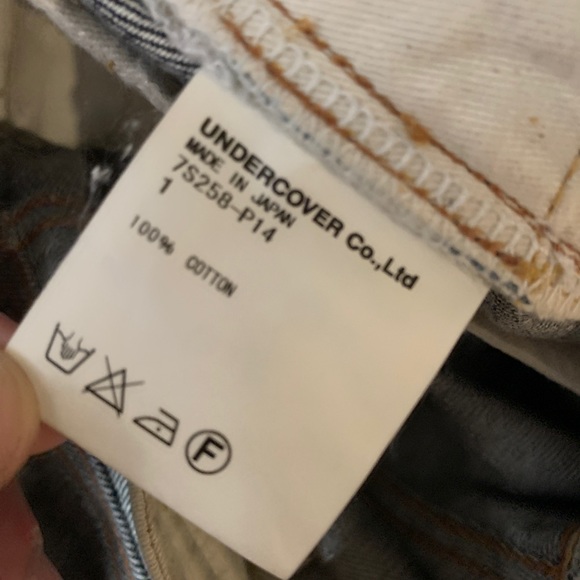 UNDERCOVER Co.,Ltd
MADE IN JAPAN
7S258-P14
1
100% COTTON
F